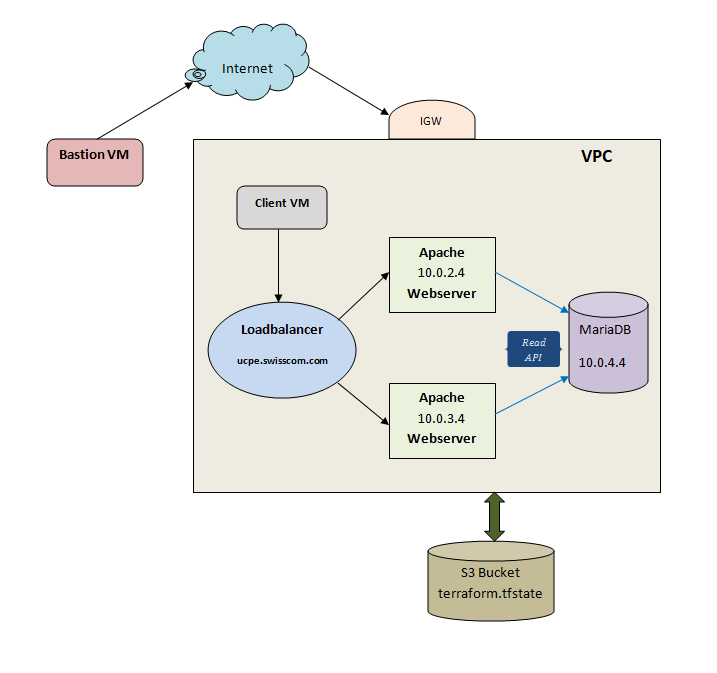 Internet
IGW
Bastion VM
VPC
Client VM
Apache
10.0.2.4
Webserver
Loadbalancer
ucpe.swisscom.com
Read
API
MariaDB
10.0.4.4
Apache
10.0.3.4
Webserver
S3 Bucket
terraform.tfstate